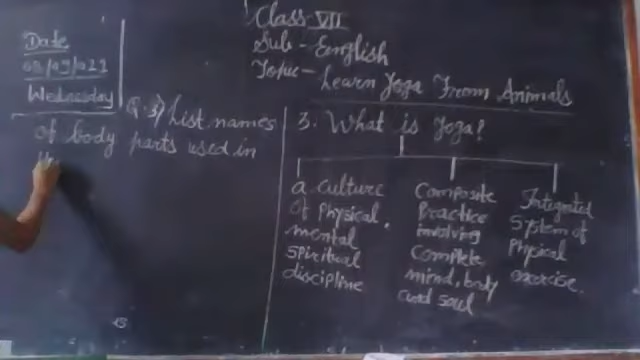 Class VII
Sub - English
Topic - Learn Yoga From Animals
Date
Wednesday
Q. 3) List names
of body parts used in
3. What is Yoga?
a culture
of Physical,
mental
spiritual
discipline
Composite
Practice
involving
Complete
mind, body
and soul
Integrated
System of
Physical
exercise.